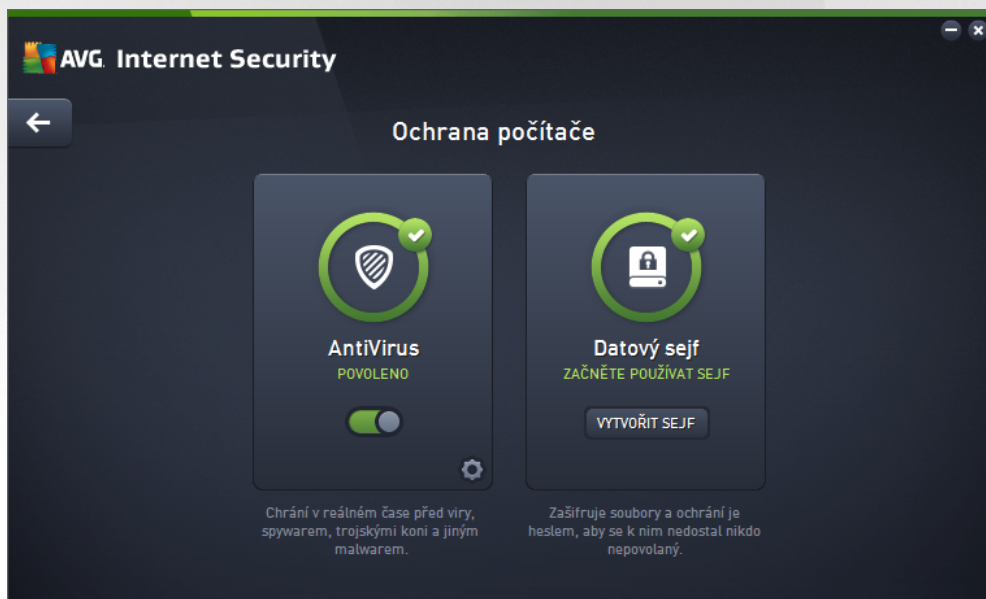 AVG. Internet Security
Ochrana počítače
AntiVirus
POVOLENO
Chrání v reálném čase před viry,
spywarem, trojskými koni a jiným
malwarem.
Datový sejf
ZAČNĚTE POUŽÍVAT SEJF
VYTVOŘIT SEJF
Zašifruje soubory a ochrání je
heslem, aby se k nim nedostal nikdo
nepovolaný.